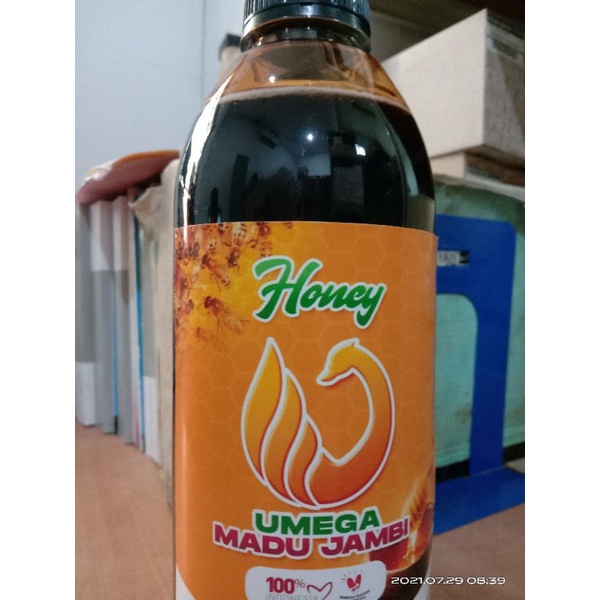 Honey
UMEGA
MADU JAMBI
100%
INDONESIA
2021.07.29 08:39